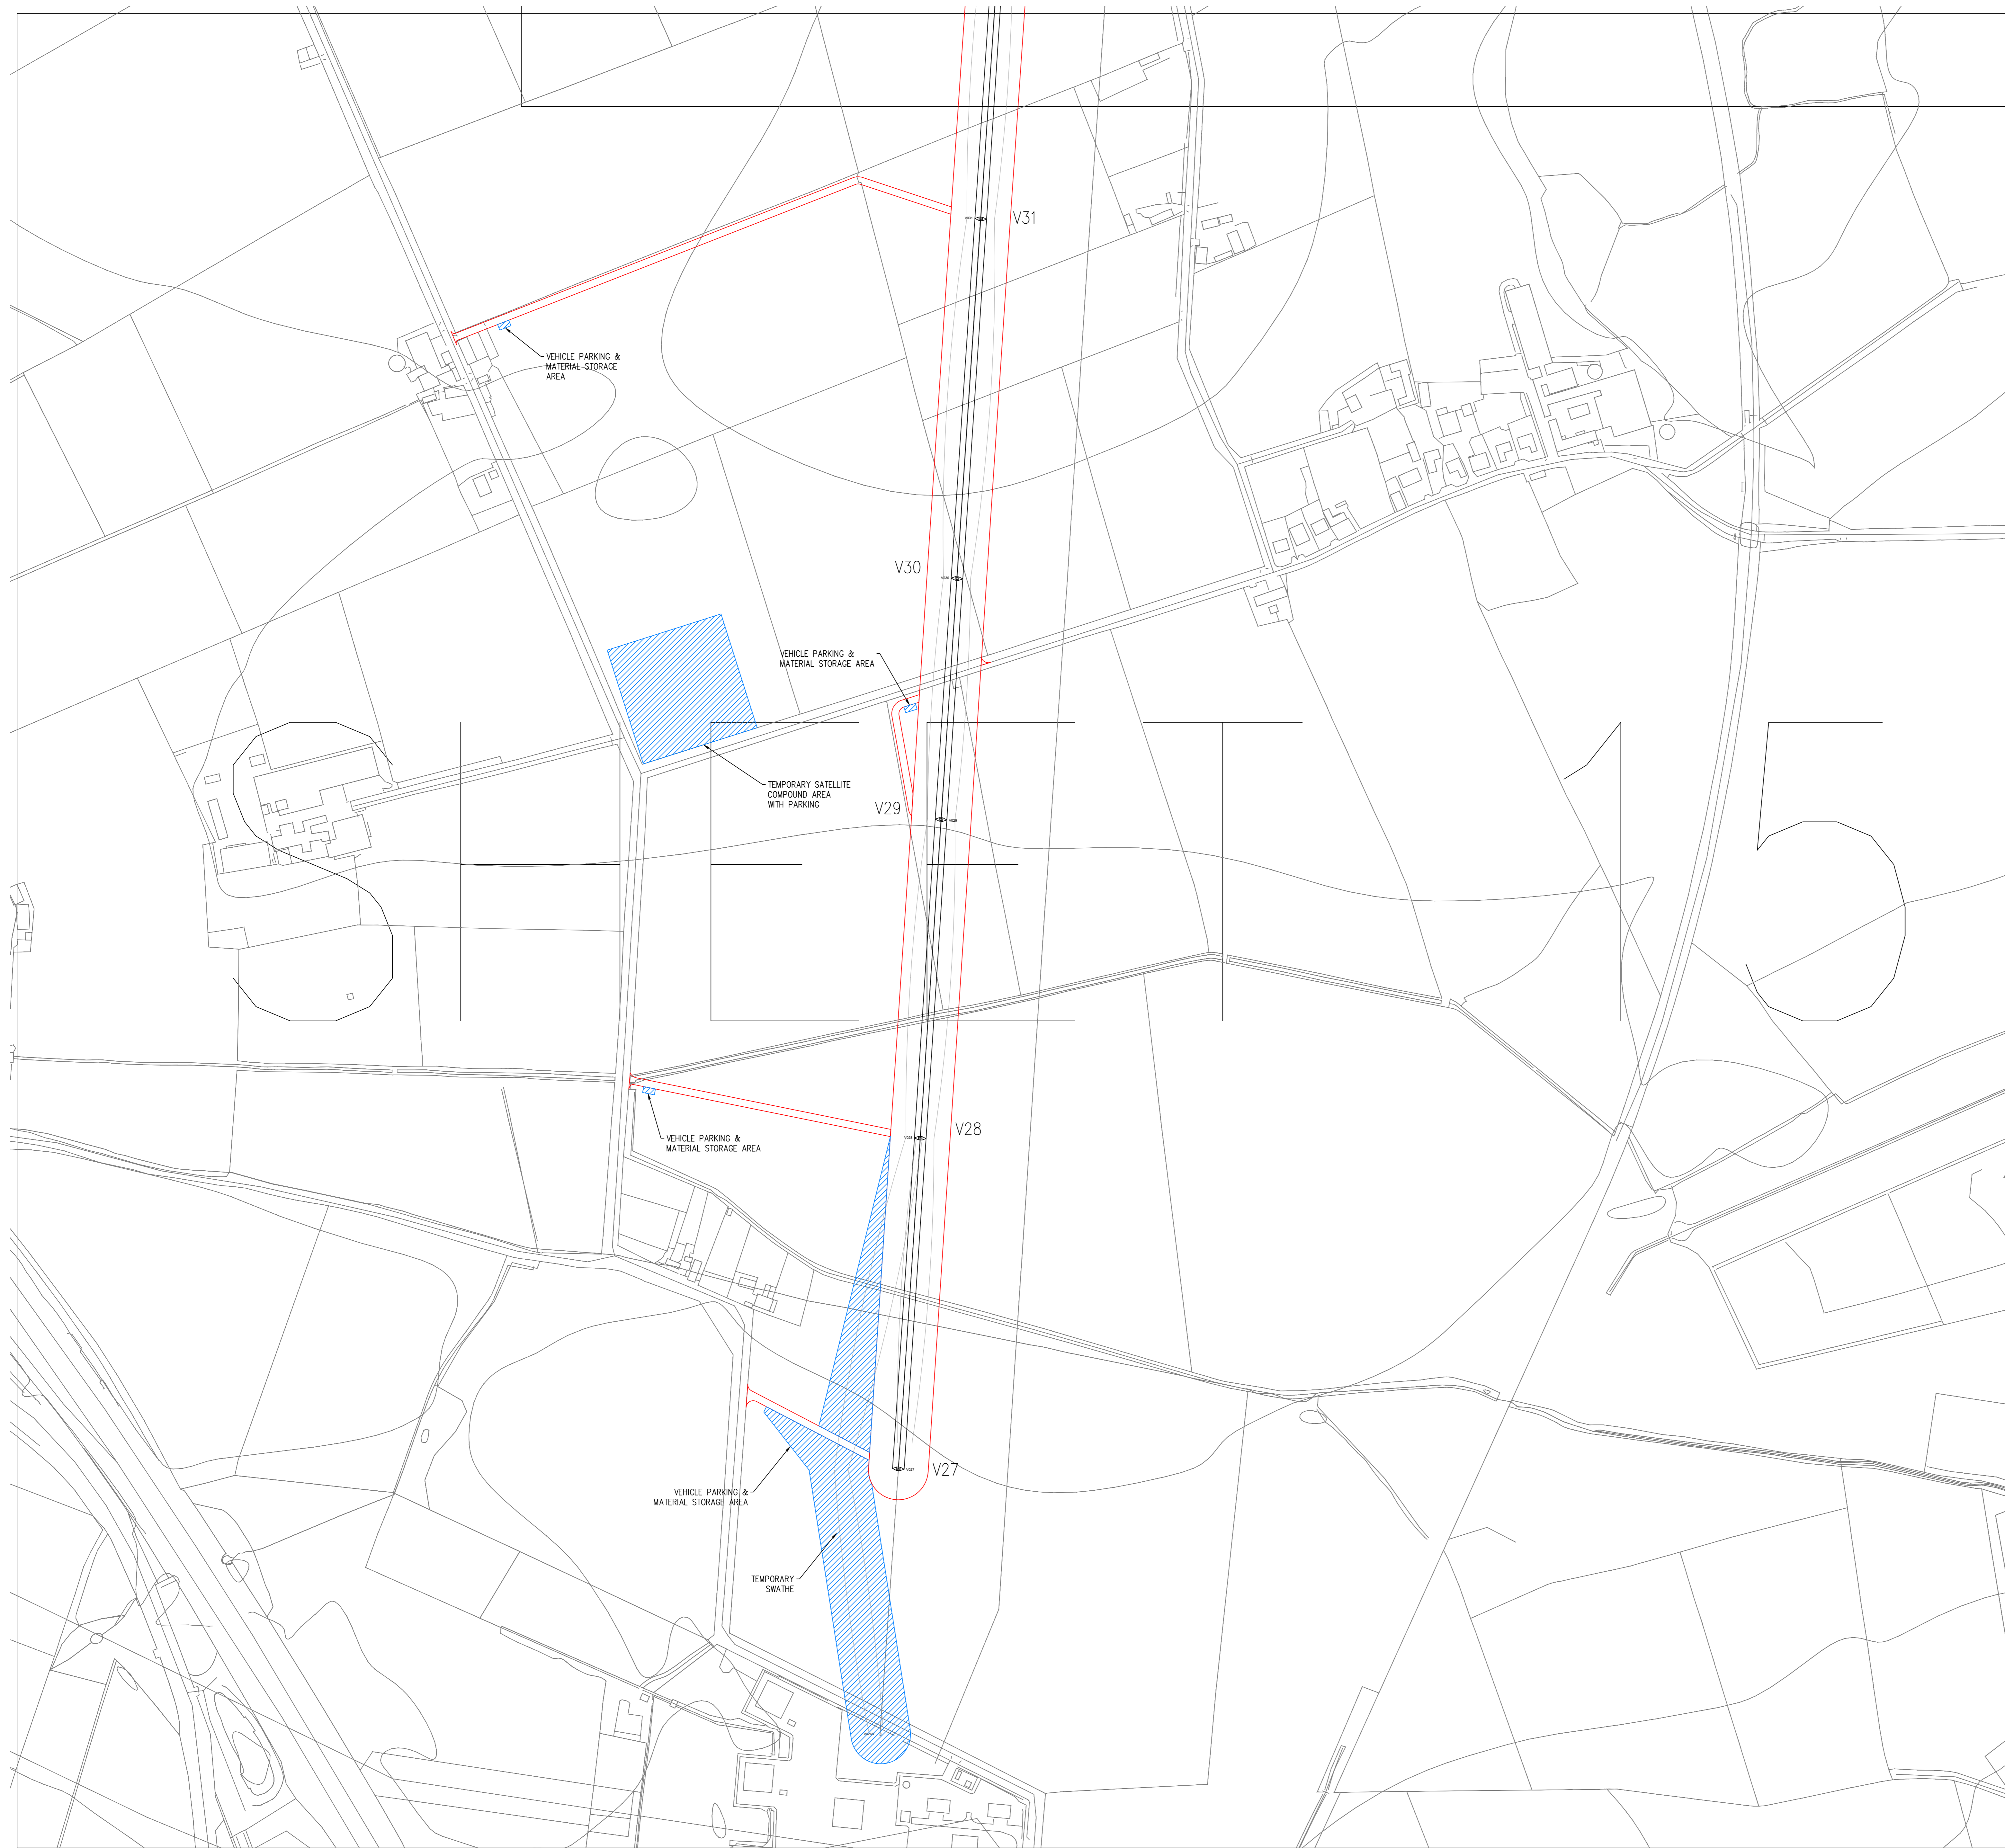 V31
VEHICLE PARKING &
MATERIAL STORAGE
AREA
V30
VEHICLE PARKING &
MATERIAL STORAGE AREA
SHEET 15
TEMPORARY SATELLITE
COMPOUND AREA
WITH PARKING
V29
V28
VEHICLE PARKING &
MATERIAL STORAGE AREA
V27
VEHICLE PARKING &
MATERIAL STORAGE AREA
TEMPORARY
SWATHE